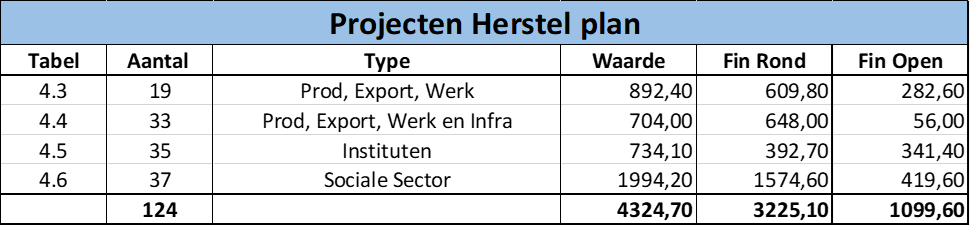 Projecten Herstel plan
Tabel Aantal Type Waarde Fin Rond Fin Open
4.3 19 Prod, Export, Werk 892,40 609,80 282,60
4.4 33 Prod, Export, Werk en Infra 704,00 648,00 56,00
4.5 35 Instituten 734,10 392,70 341,40
4.6 37 Sociale Sector 1994,20 1574,60 419,60
124 4324,70 3225,10 1099,60